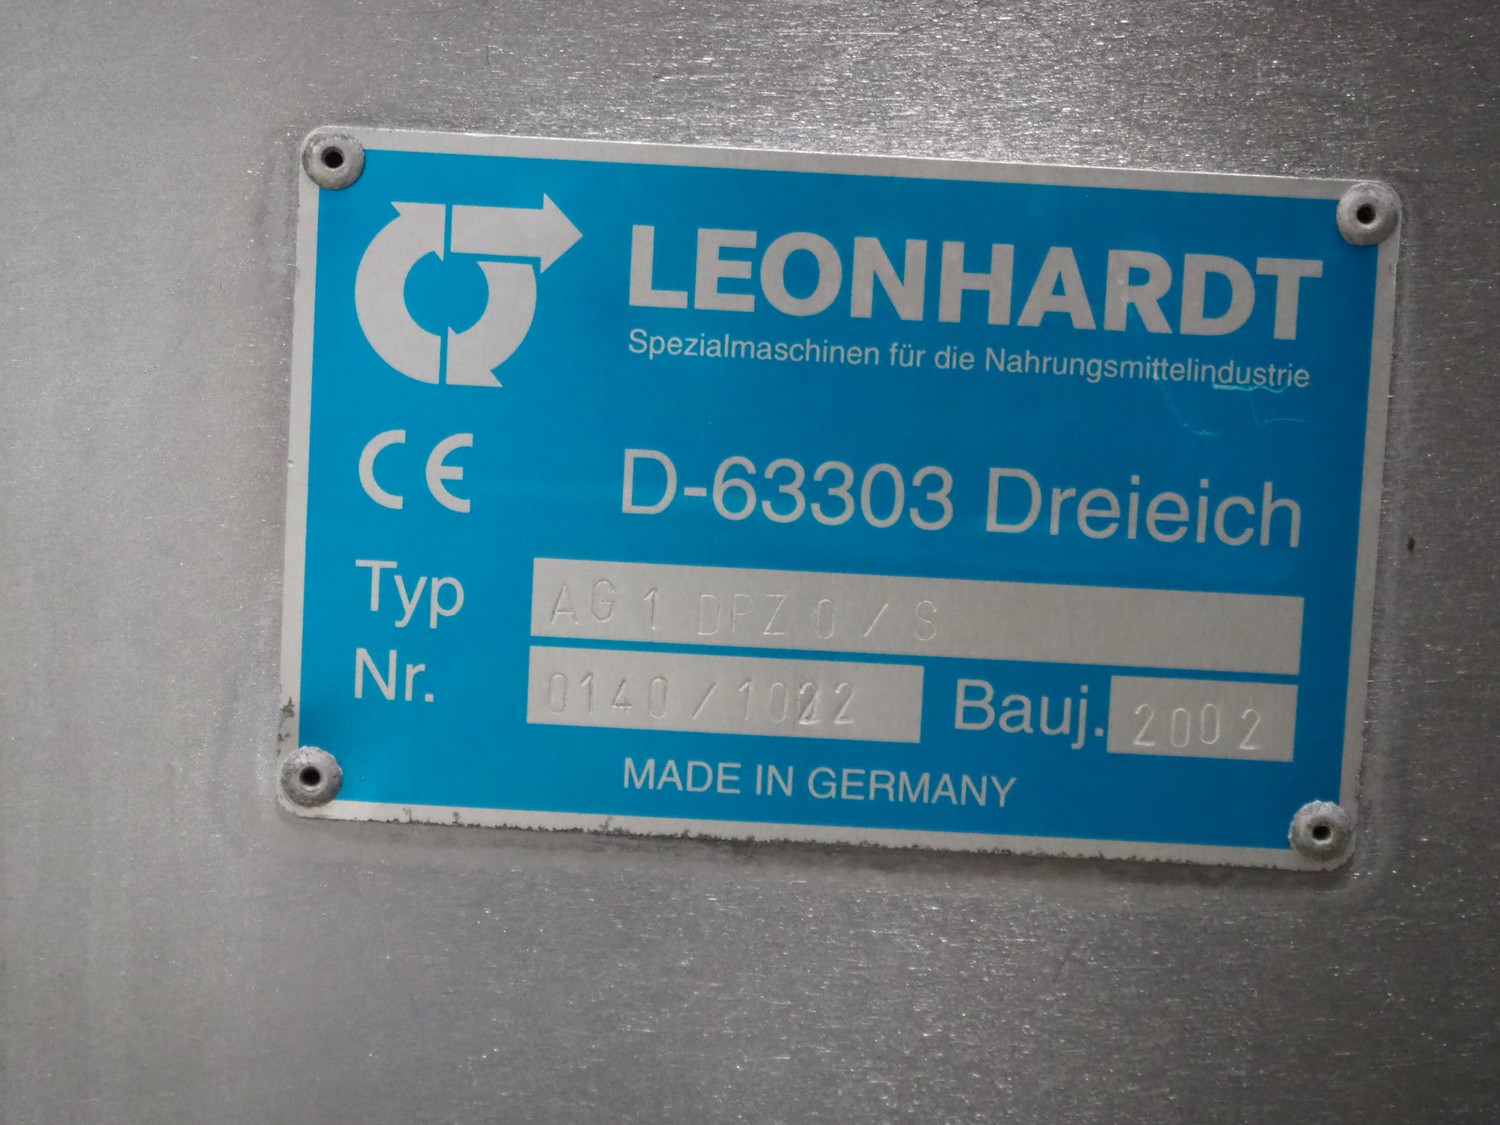 LEONHARDT
Spezialmaschinen für die Nahrungsmittelindustrie
CE
D-63303 Dreieich
Typ AG 1 DPZ 0 / S
Nr. 0140 / 1022 Bauj. 2002
MADE IN GERMANY